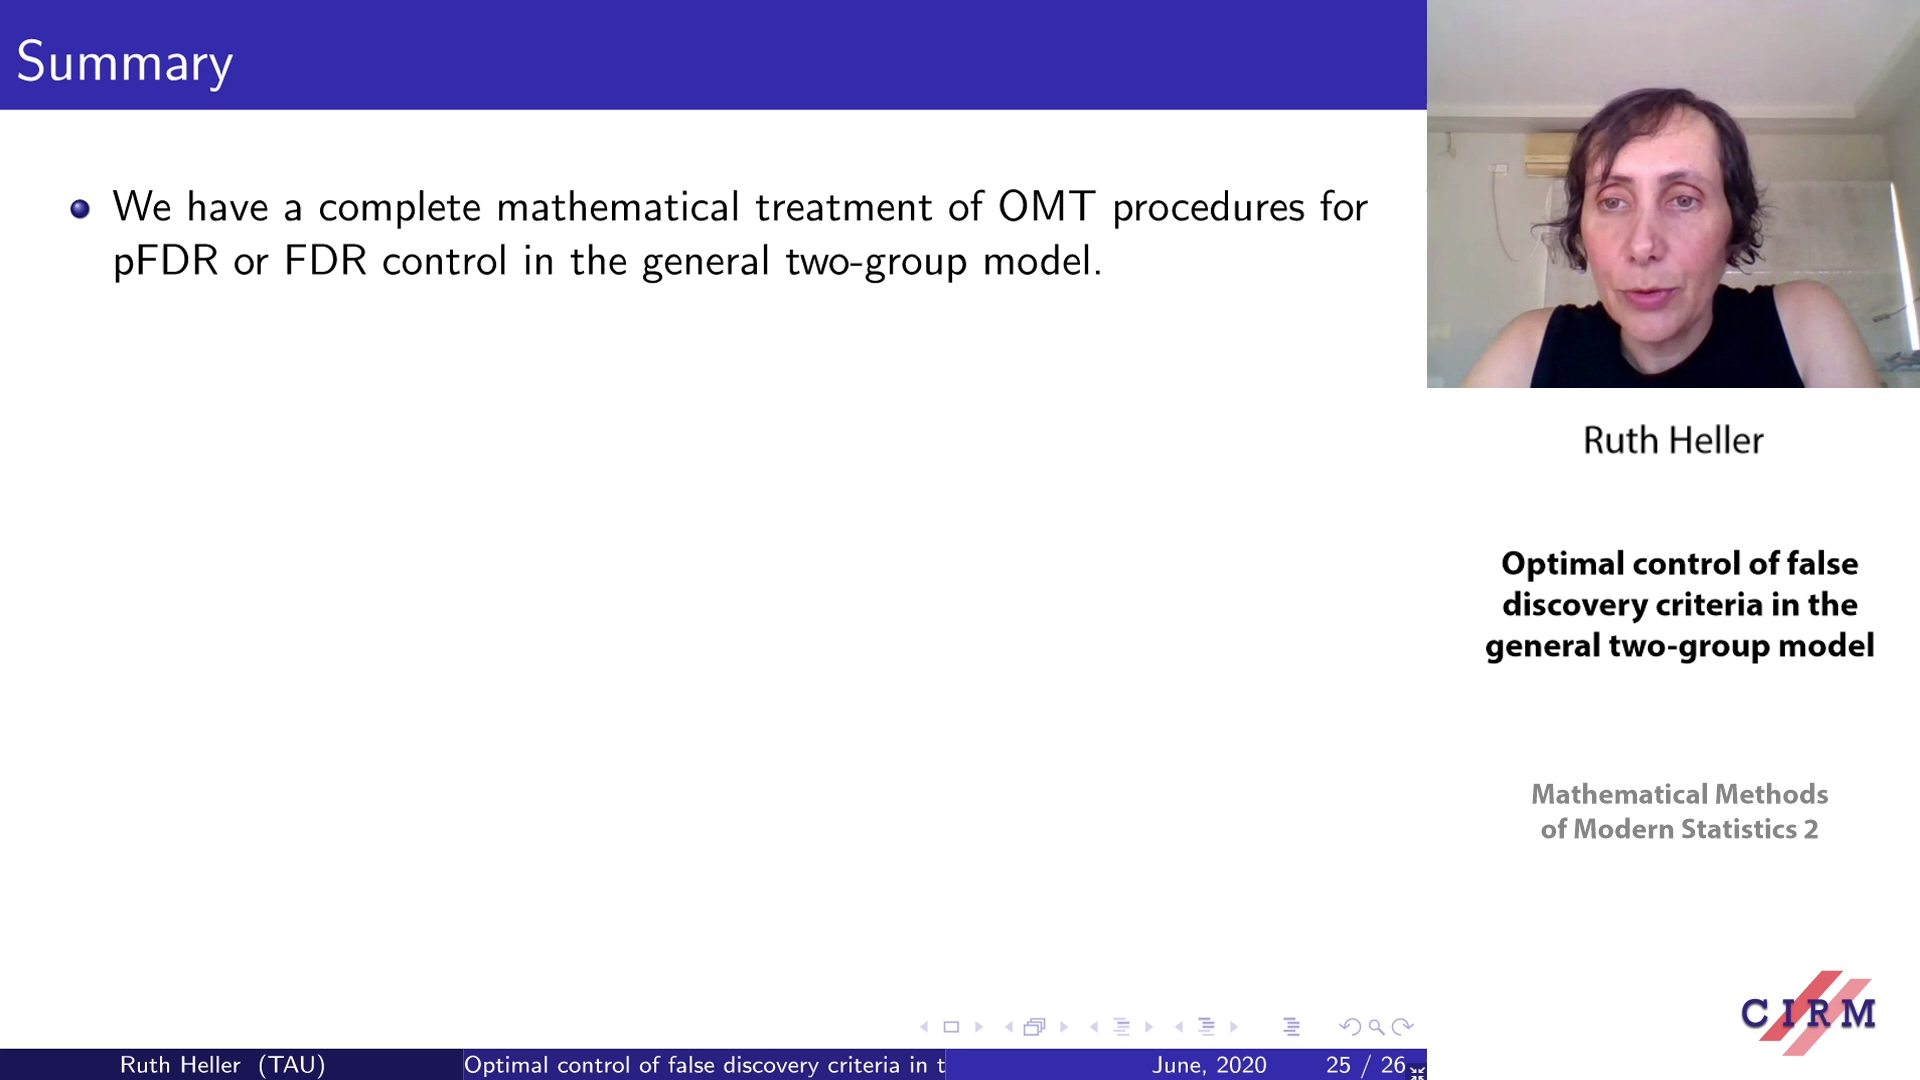 Summary
We have a complete mathematical treatment of OMT procedures for
pFDR or FDR control in the general two-group model.
Ruth Heller
Optimal control of false
discovery criteria in the
general two-group model
Mathematical Methods
of Modern Statistics 2
CIRM
Ruth Heller (TAU)
Optimal control of false discovery criteria in t
June, 2020
25 / 26